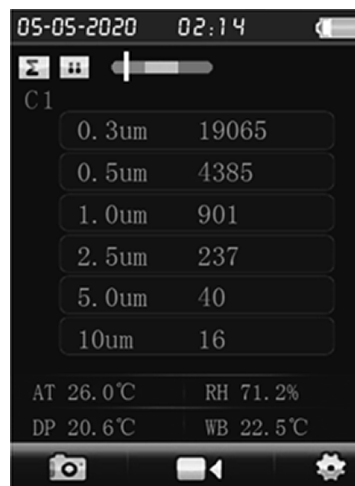 05-05-2020 02:14
Σ
C1
0.3um 19065
0.5um 4385
1.0um 901
2.5um 237
5.0um 40
10um 16
AT 26.0℃ RH 71.2%
DP 20.6℃ WB 22.5℃